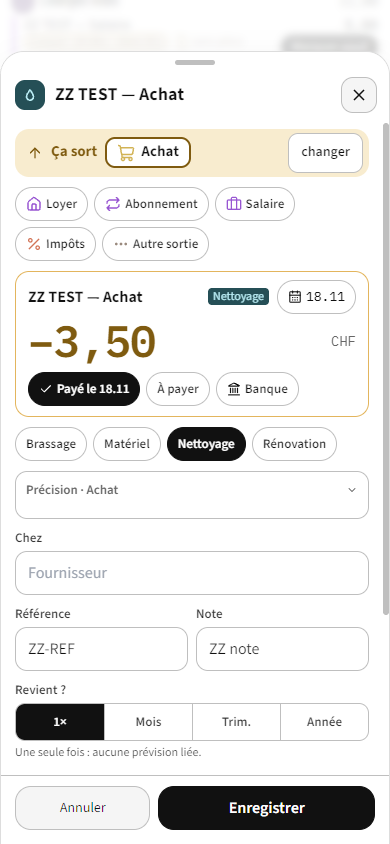 ZZ TEST — Achat
Ça sort Achat changer
Loyer Abonnement Salaire
Impôts Autre sortie
ZZ TEST — Achat Nettoyage 18.11
−3,50 CHF
Payé le 18.11 À payer Banque
Brassage Matériel Nettoyage Rénovation
Précision · Achat
Chez
Fournisseur
Référence Note
ZZ-REF ZZ note
Revient ?
1× Mois Trim. Année
Une seule fois : aucune prévision liée.
Annuler Enregistrer